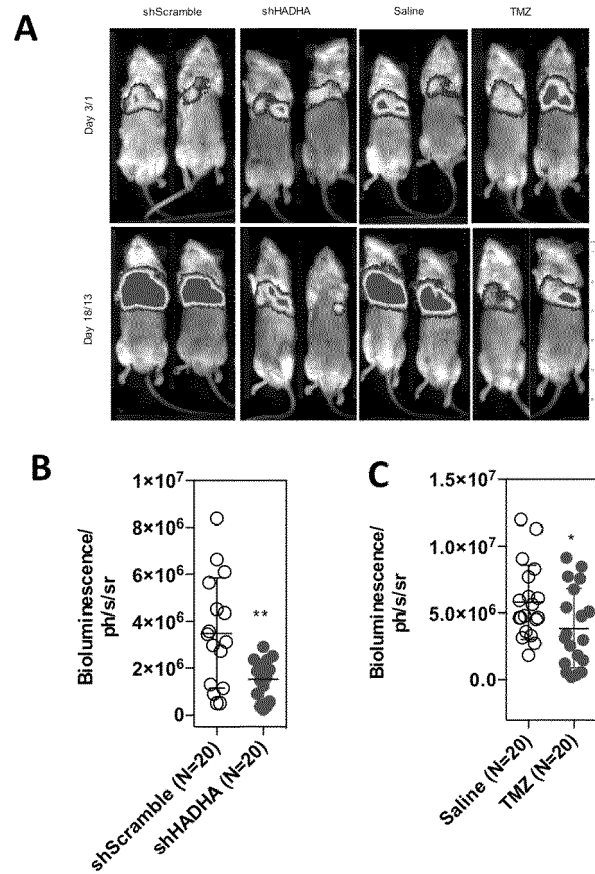 A
shScramble shHADHA Saline TMZ
Day 3/1
Day 18/13
B
1×10⁷
8×10⁶
6×10⁶
4×10⁶
2×10⁶
0
Bioluminescence/
ph/s/sr
**
shScramble (N=20)
shHADHA (N=20)
C
1.5×10⁷
1.0×10⁷
5.0×10⁶
0.0
Bioluminescence/
ph/s/sr
*
Saline (N=20)
TMZ (N=20)